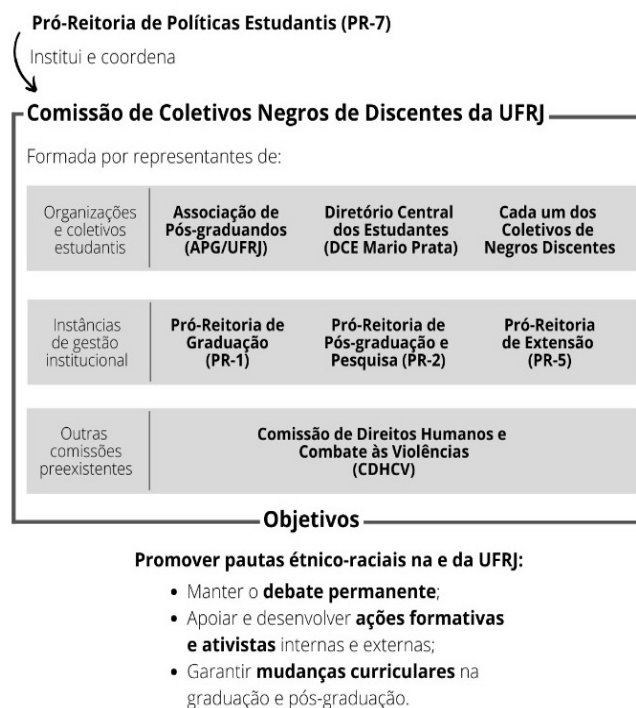 Pró-Reitoria de Políticas Estudantis (PR-7)
Institui e coordena
Comissão de Coletivos Negros de Discentes da UFRJ
Formada por representantes de:
Organizações
e coletivos
estudantis
Associação de
Pós-graduandos
(APG/UFRJ)
Diretório Central
dos Estudantes
(DCE Mario Prata)
Cada um dos
Coletivos de
Negros Discentes
Instâncias
de gestão
institucional
Pró-Reitoria de
Graduação
(PR-1)
Pró-Reitoria de
Pós-graduação e
Pesquisa (PR-2)
Pró-Reitoria
de Extensão
(PR-5)
Outras
comissões
preexistentes
Comissão de Direitos Humanos e
Combate às Violências
(CDHCV)
Objetivos
Promover pautas étnico-raciais na e da UFRJ:
• Manter o debate permanente;
• Apoiar e desenvolver ações formativas
e ativistas internas e externas;
• Garantir mudanças curriculares na
graduação e pós-graduação.